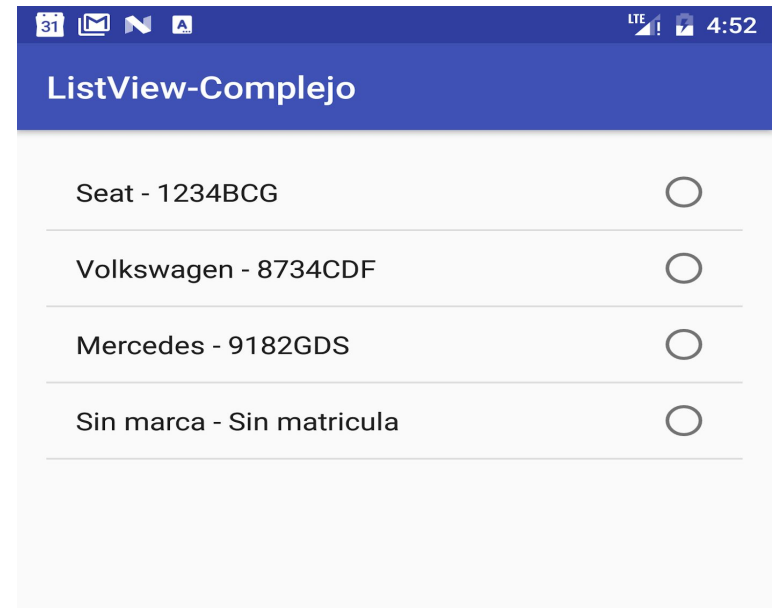 31 LTE 4:52
ListView-Complejo
Seat - 1234BCG
Volkswagen - 8734CDF
Mercedes - 9182GDS
Sin marca - Sin matricula